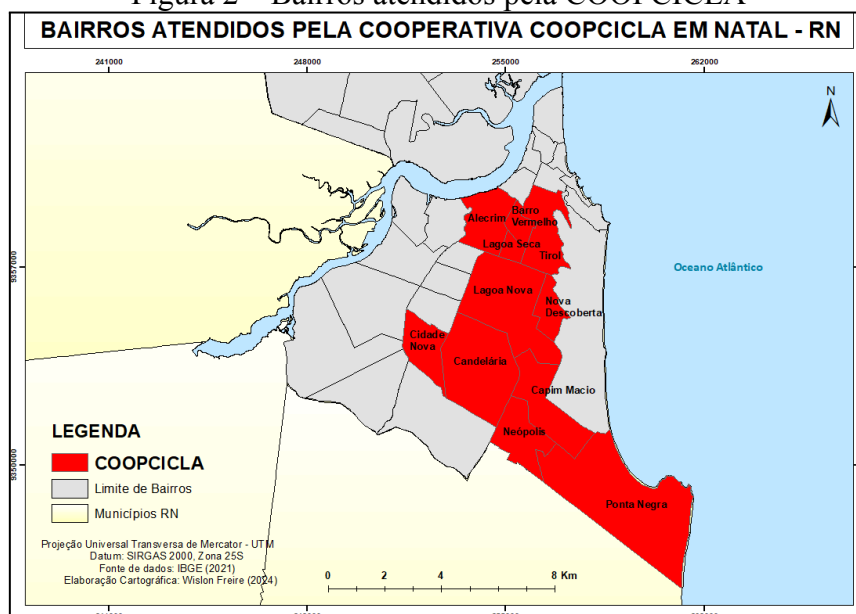 Figura 2 – Bairros atendidos pela COOPCICLA
BAIRROS ATENDIDOS PELA COOPERATIVA COOPCICLA EM NATAL - RN
241000 248000 255000 262000
N
Alecrim
Barro
Vermelho
Lagoa Seca
Tirol
9357000
Oceano Atlântico
Lagoa Nova
Nova
Descoberta
Cidade
Nova
Candelária
Capim Macio
Neópolis
LEGENDA
COOPCICLA
9350000
Limite de Bairros
Ponta Negra
Municípios RN
Projeção Universal Transversa de Mercator - UTM
Datum: SIRGAS 2000, Zona 25S
Fonte de dados: IBGE (2021)
Elaboração Cartográfica: Wislon Freire (2024)
0 2 4 6 8 Km